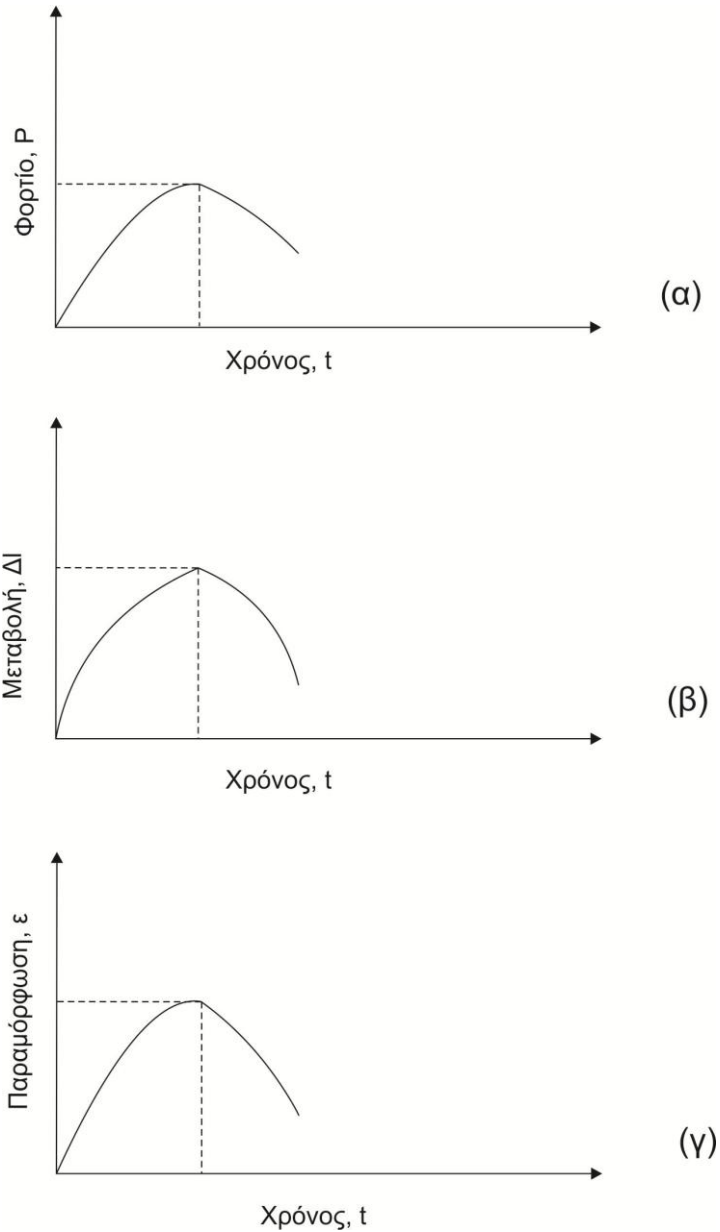 Φορτίο, P
(α)
Χρόνος, t
Μεταβολή, Δl
(β)
Χρόνος, t
Παραμόρφωση, ε
(γ)
Χρόνος, t